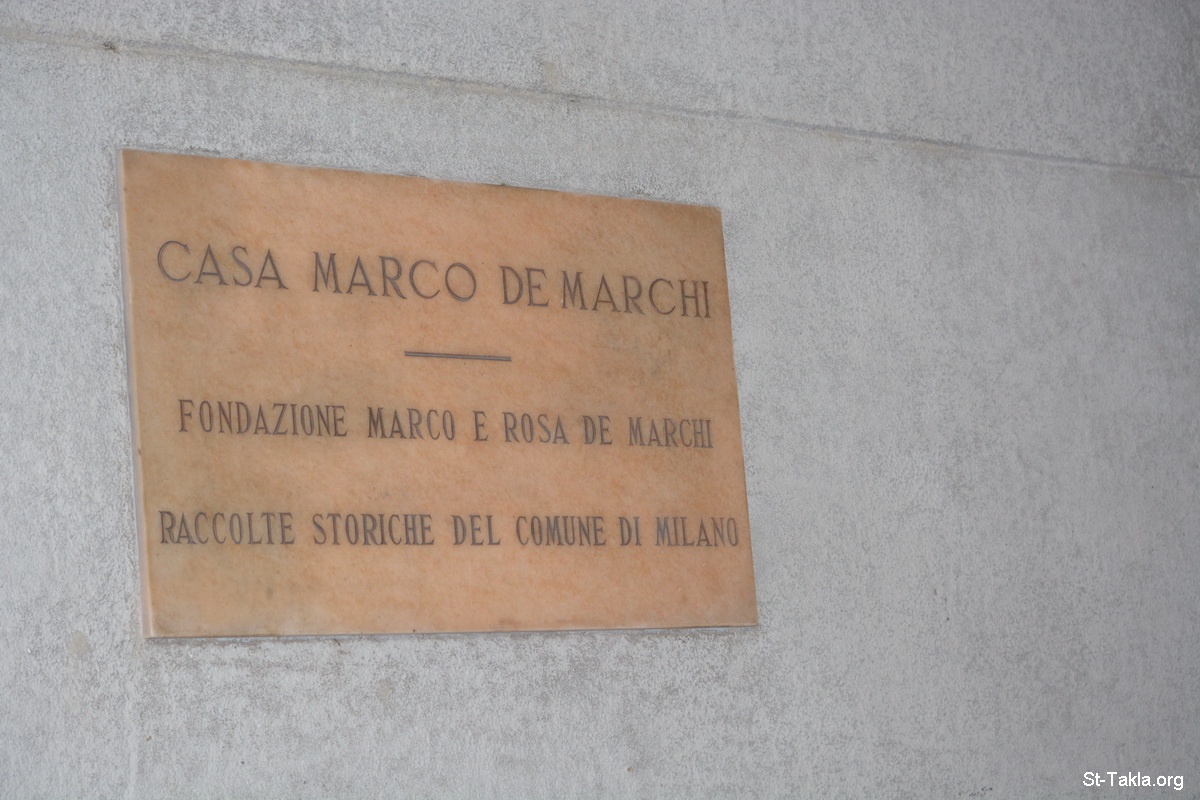 CASA MARCO DE MARCHI
FONDAZIONE MARCO E ROSA DE MARCHI
RACCOLTE STORICHE DEL COMUNE DI MILANO
St-Takla.org